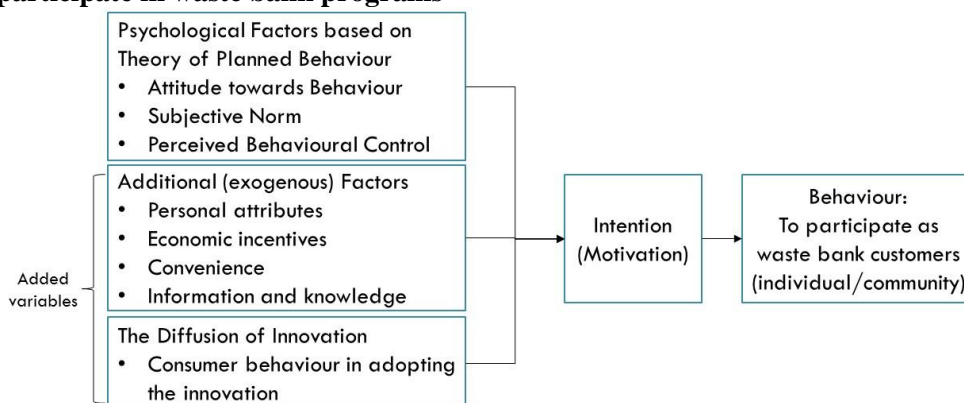 participate in waste bank programs
Psychological Factors based on
Theory of Planned Behaviour
• Attitude towards Behaviour
• Subjective Norm
• Perceived Behavioural Control
Additional (exogenous) Factors
• Personal attributes
• Economic incentives
• Convenience
• Information and knowledge
Added
variables
The Diffusion of Innovation
• Consumer behaviour in adopting
the innovation
Intention
(Motivation)
Behaviour:
To participate as
waste bank customers
(individual/community)